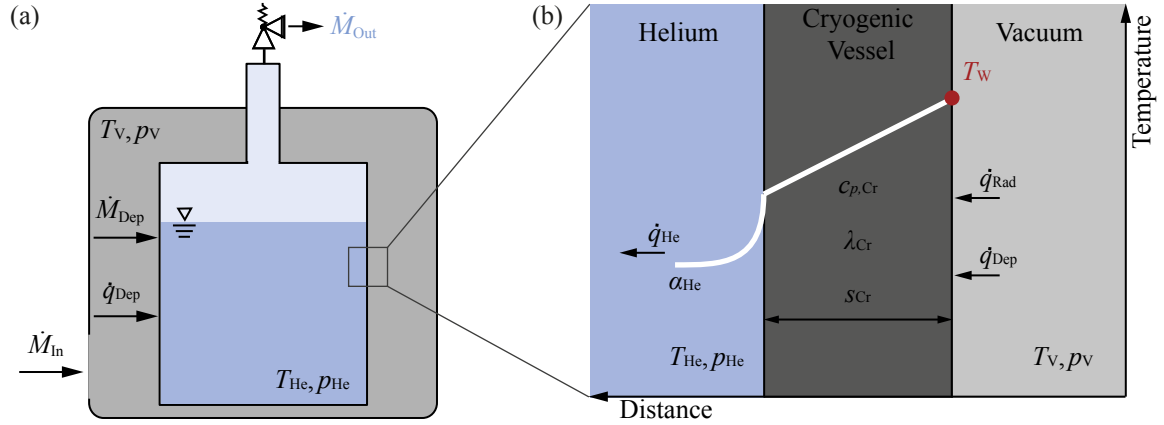 (a)
Ṁ_Out
T_V, p_V
Ṁ_Dep
q̇_Dep
Ṁ_In
T_He, p_He
(b)
Helium
Cryogenic
Vessel
Vacuum
Temperature
T_W
c_p,Cr
q̇_Rad
q̇_He
λ_Cr
q̇_Dep
α_He
s_Cr
T_He, p_He
T_V, p_V
Distance